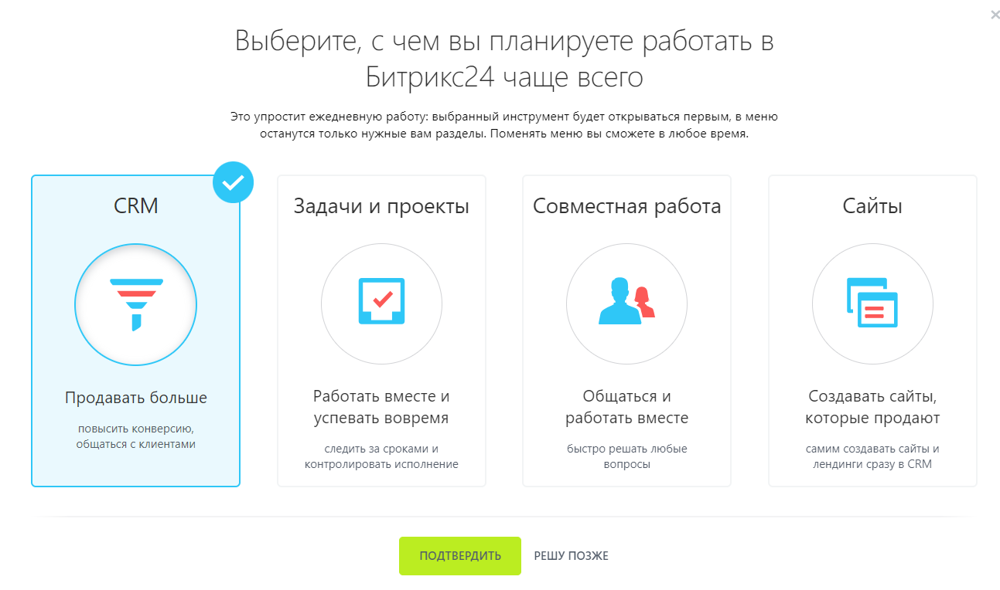 Выберите, с чем вы планируете работать в
Битрикс24 чаще всего
Это упростит ежедневную работу: выбранный инструмент будет открываться первым, в меню
останутся только нужные вам разделы. Поменять меню вы сможете в любое время.
CRM
Продавать больше
повысить конверсию,
общаться с клиентами
Задачи и проекты
Работать вместе и
успевать вовремя
следить за сроками и
контролировать исполнение
Совместная работа
Общаться и
работать вместе
быстро решать любые
вопросы
Сайты
Создавать сайты,
которые продают
самим создавать сайты и
лендинги сразу в CRM
ПОДТВЕРДИТЬ
РЕШУ ПОЗЖЕ